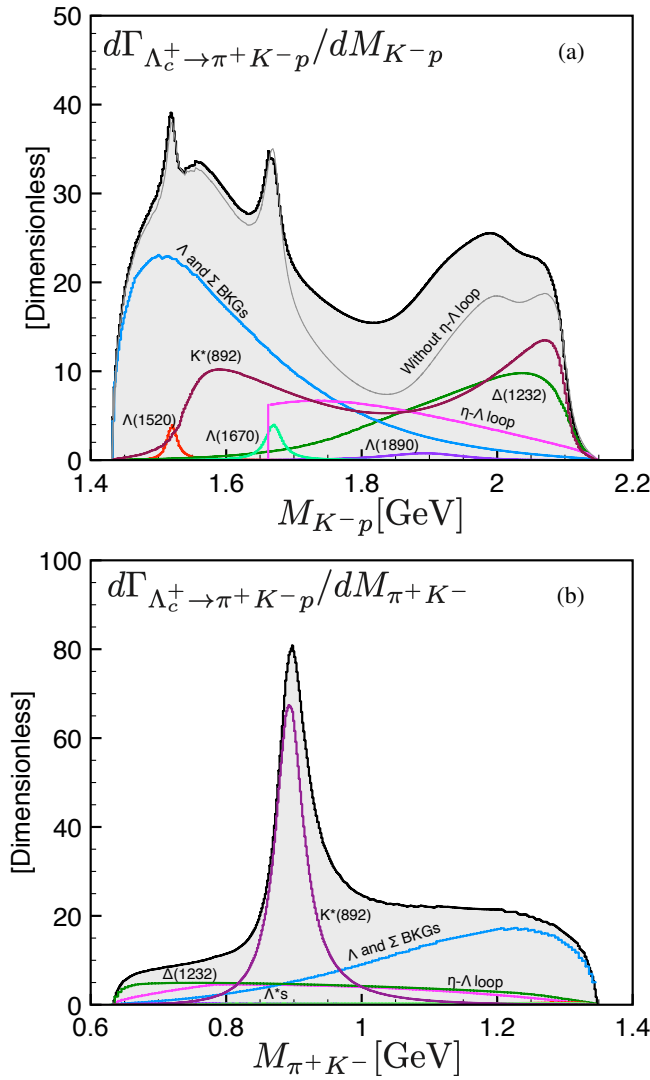 dΓ_{Λ_c^+→π^+K^-p}/dM_{K^-p} (a)
50
40
30
20
10
0
[Dimensionless]
Λ and Σ BKGs
K*(892)
Λ(1520)
Λ(1670)
Λ(1890)
Without η-Λ loop
Δ(1232)
η-Λ loop
1.4 1.6 1.8 2 2.2
M_{K^-p}[GeV]
dΓ_{Λ_c^+→π^+K^-p}/dM_{π^+K^-} (b)
100
80
60
40
20
0
[Dimensionless]
K*(892)
Λ and Σ BKGs
Δ(1232)
Λ*s
η-Λ loop
0.6 0.8 1 1.2 1.4
M_{π^+K^-}[GeV]